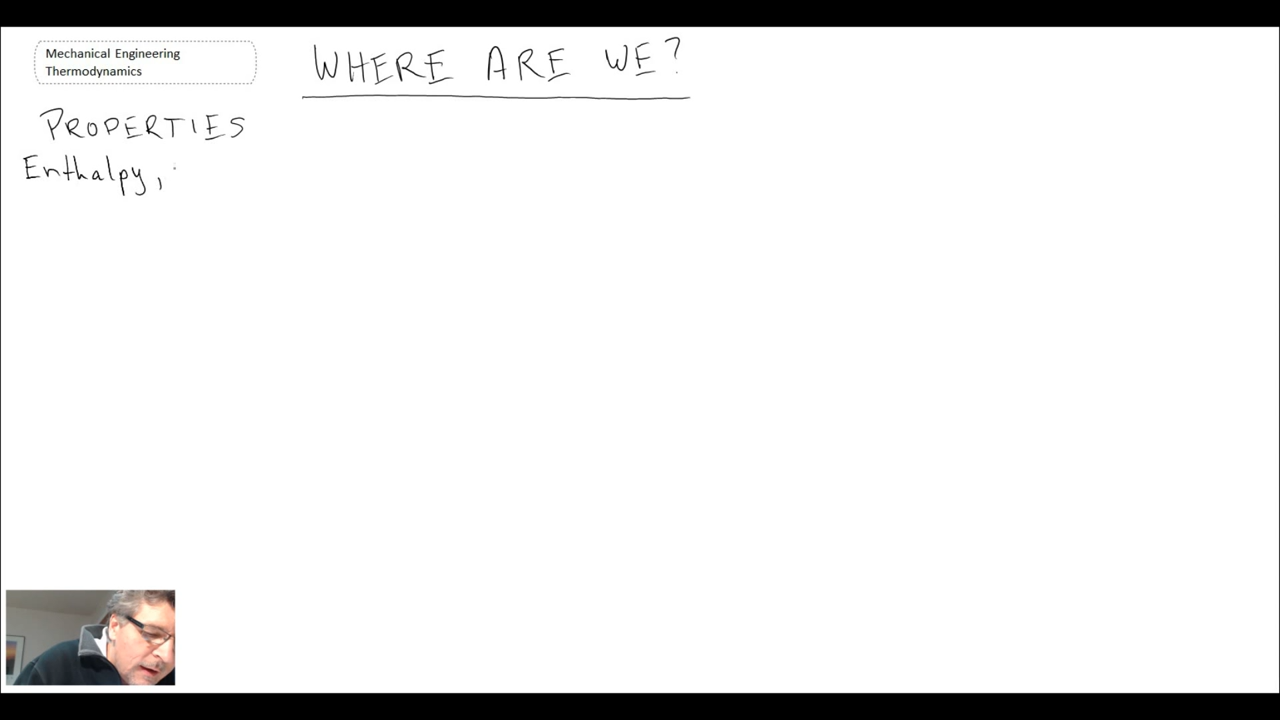 Mechanical Engineering
Thermodynamics
WHERE ARE WE?
PROPERTIES
Enthalpy,